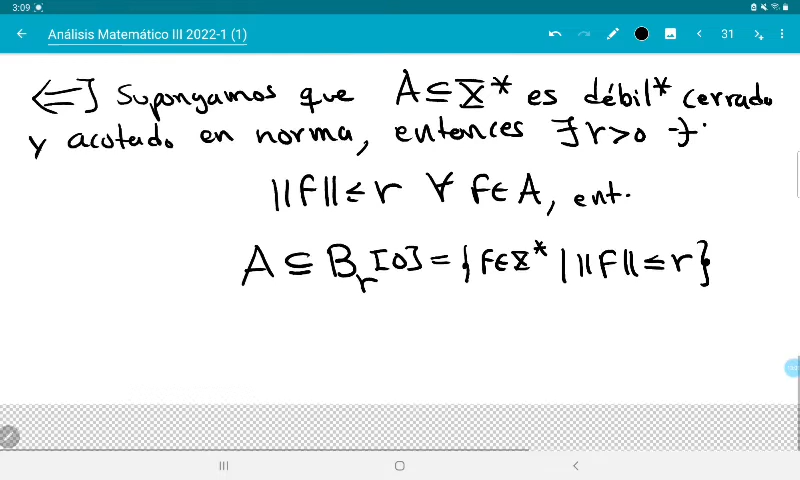 3:09
Análisis Matemático III 2022-1 (1)
31
⇐] Supongamos que A⊆X* es débil* cerrado
y acotado en norma, entonces ∃r>0 ∋·
||f||≤r ∀ f∈A, ent.
A ⊆ B_r[0] = {f∈X* | ||f||≤r}